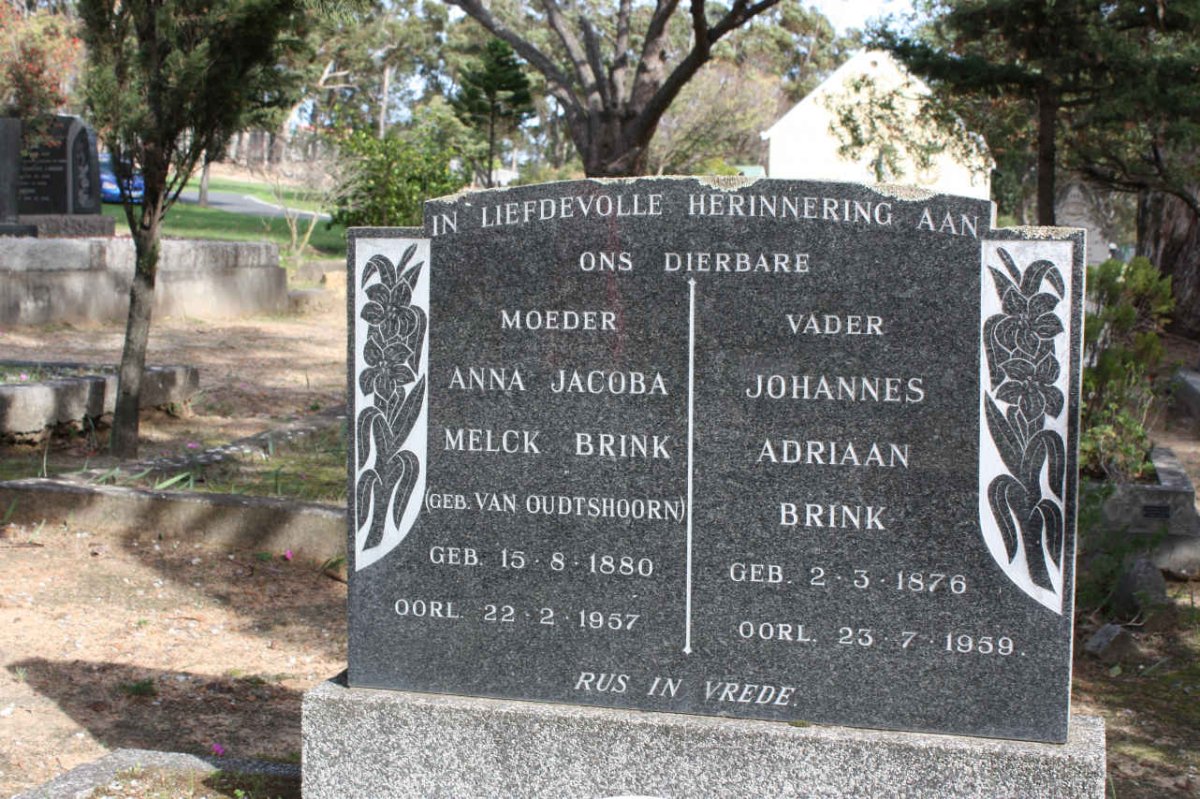 IN LIEFDEVOLLE HERINNERING AAN
ONS DIERBARE
MOEDER
ANNA JACOBA
MELCK BRINK
(GEB. VAN OUDTSHOORN)
GEB. 15·8·1880
OORL. 22·2·1957
VADER
JOHANNES
ADRIAAN
BRINK
GEB. 2·3·1876
OORL. 23·7·1959.
RUS IN VREDE.